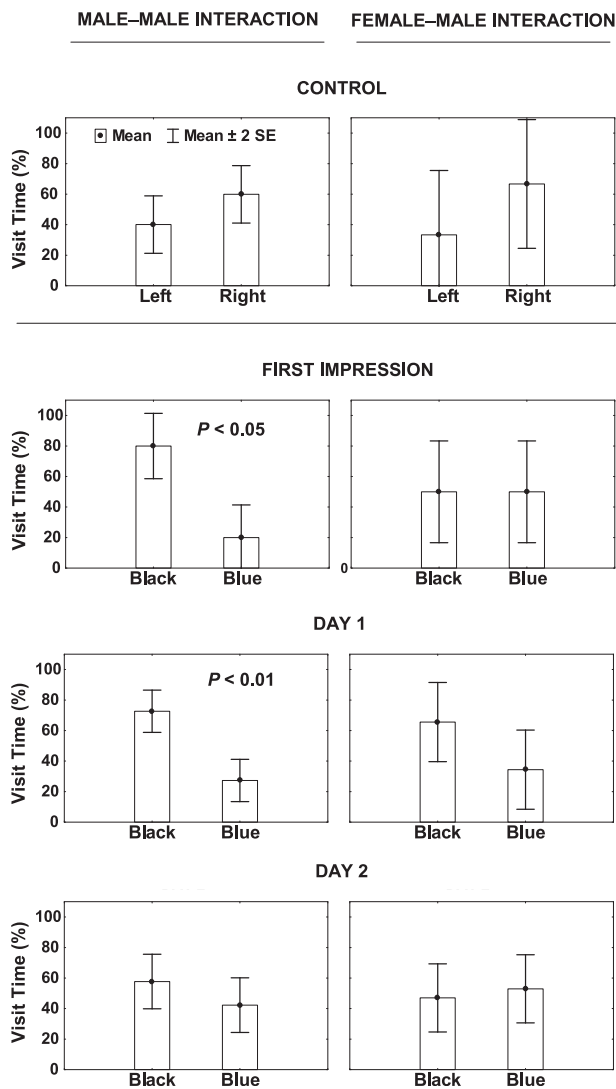 MALE–MALE INTERACTION FEMALE–MALE INTERACTION
CONTROL
Visit Time (%)
100
80
60
40
20
0
Mean Mean ± 2 SE
Left Right
Left Right
FIRST IMPRESSION
Visit Time (%)
100
80
60
40
20
0
P < 0.05
Black Blue
0
Black Blue
DAY 1
Visit Time (%)
100
80
60
40
20
0
P < 0.01
Black Blue
Black Blue
DAY 2
Visit Time (%)
100
80
60
40
20
0
Black Blue
Black Blue